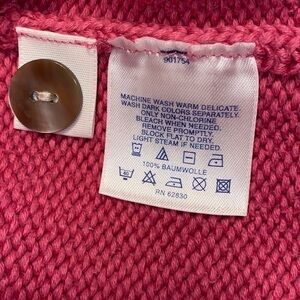 901754
MACHINE WASH WARM DELICATE.
WASH DARK COLORS SEPARATELY.
ONLY NON-CHLORINE
BLEACH WHEN NEEDED.
REMOVE PROMPTLY.
BLOCK FLAT TO DRY.
LIGHT STEAM IF NEEDED.
100% BAUMWOLLE
RN 62830